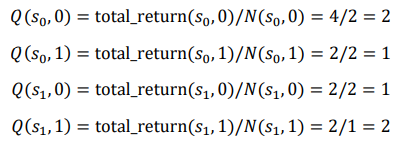 Q(s₀, 0) = total_return(s₀, 0)/N(s₀, 0) = 4/2 = 2
Q(s₀, 1) = total_return(s₀, 1)/N(s₀, 1) = 2/2 = 1
Q(s₁, 0) = total_return(s₁, 0)/N(s₁, 0) = 2/2 = 1
Q(s₁, 1) = total_return(s₁, 1)/N(s₁, 1) = 2/1 = 2